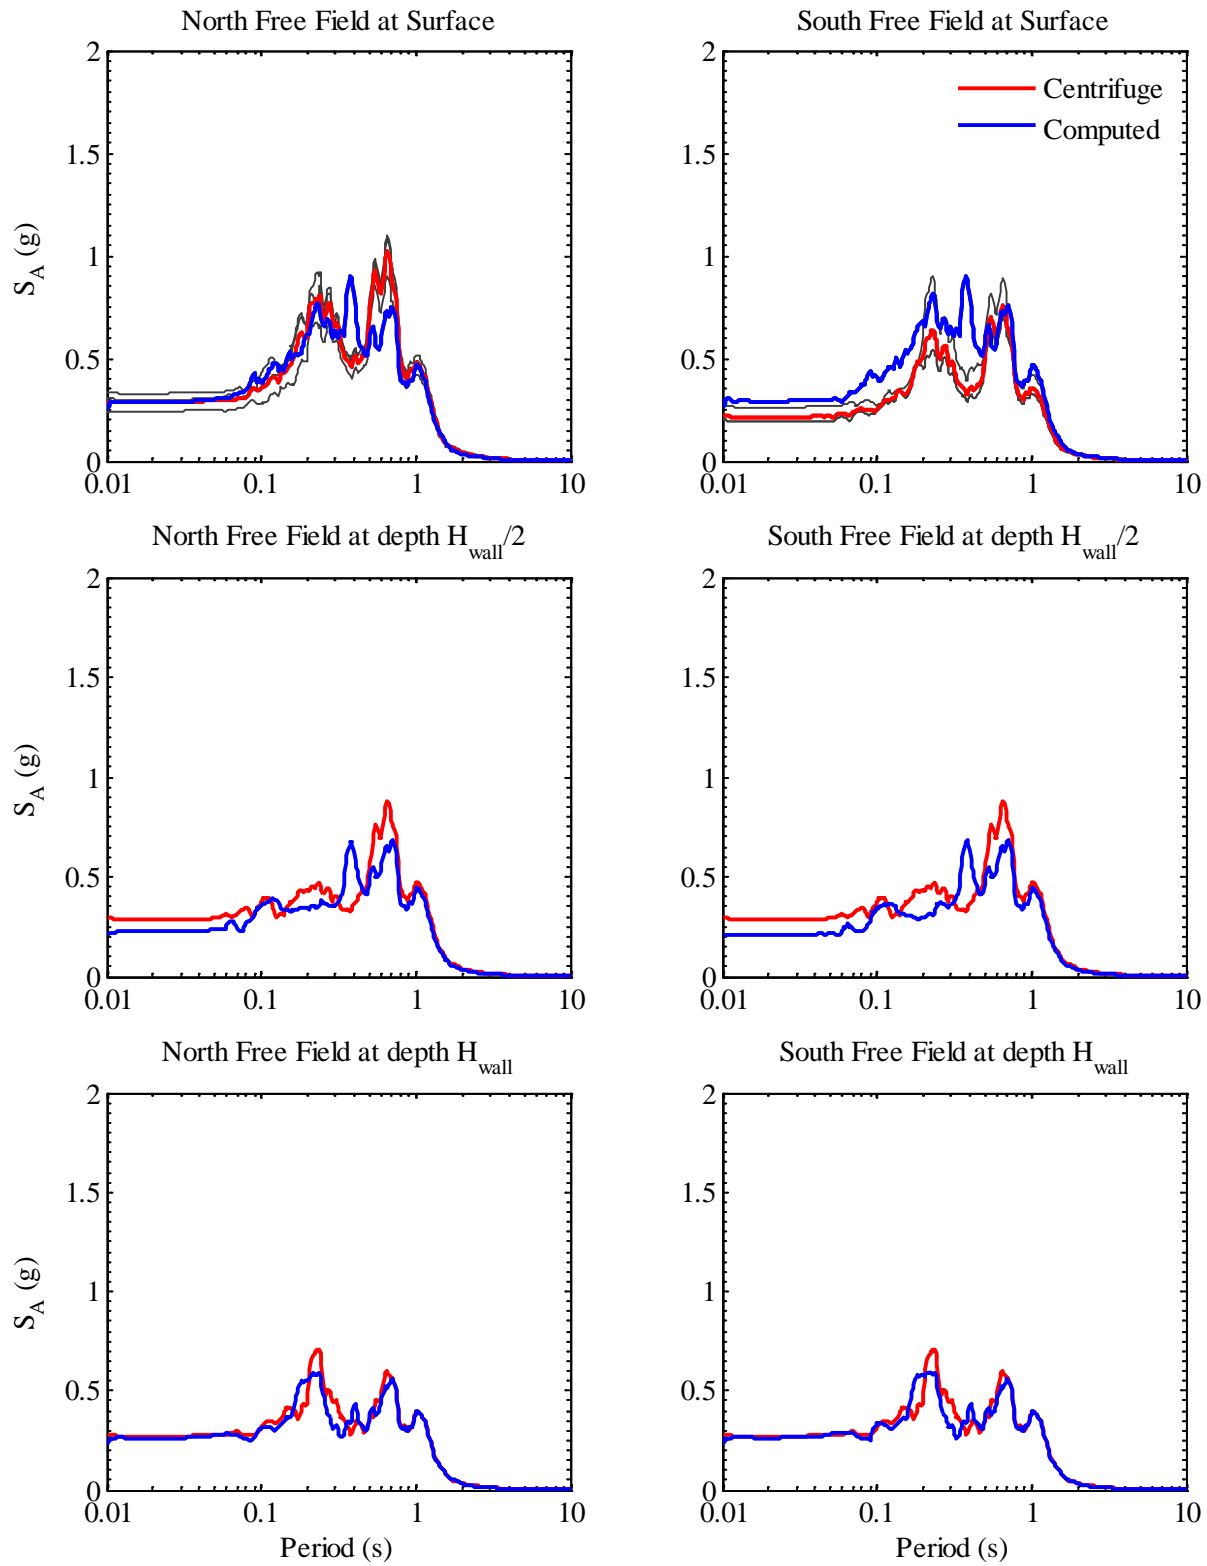 North Free Field at Surface
2
1.5
1
0.5
0
S_A (g)
0.01 0.1 1 10
South Free Field at Surface
Centrifuge
Computed
2
1.5
1
0.5
0
0.01 0.1 1 10
North Free Field at depth H_wall/2
2
1.5
1
0.5
0
S_A (g)
0.01 0.1 1 10
South Free Field at depth H_wall/2
2
1.5
1
0.5
0
0.01 0.1 1 10
North Free Field at depth H_wall
2
1.5
1
0.5
0
S_A (g)
0.01 0.1 1 10
Period (s)
South Free Field at depth H_wall
2
1.5
1
0.5
0
0.01 0.1 1 10
Period (s)